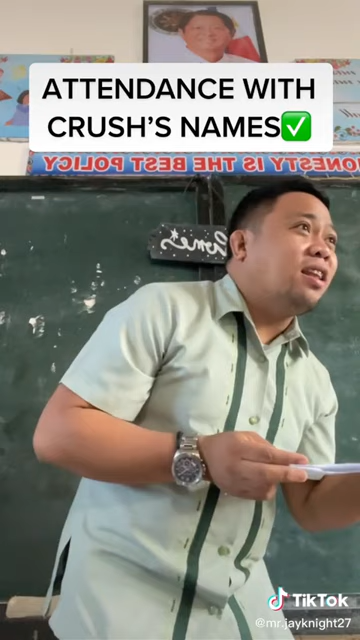 ATTENDANCE WITH
CRUSH'S NAMES✅
HONESTY IS THE BEST POLICY
TikTok
@mr.jayknight27